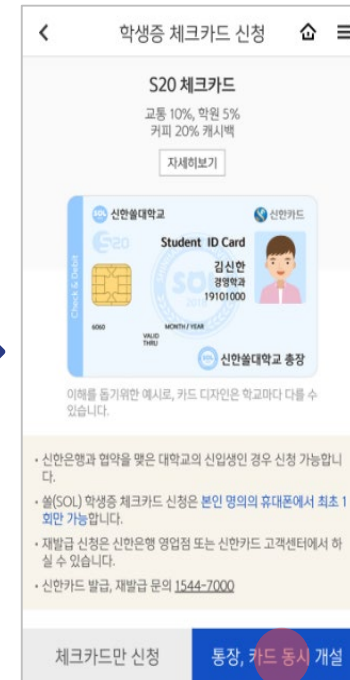 학생증 체크카드 신청
S20 체크카드
교통 10%, 학원 5%
커피 20% 캐시백
자세히보기
SOL 신한쏠대학교
신한카드
S20
Student ID Card
Check & Debit
김신한
경영학과
19101000
6060
MONTH / YEAR
VALID
THRU
신한쏠대학교 총장
이해를 돕기위한 예시로, 카드 디자인은 학교마다 다를 수
있습니다.
• 신한은행과 협약을 맺은 대학교의 신입생인 경우 신청 가능합니
다.
• 쏠(SOL) 학생증 체크카드 신청은 본인 명의의 휴대폰에서 최초 1
회만 가능합니다.
• 재발급 신청은 신한은행 영업점 또는 신한카드 고객센터에서 하
실 수 있습니다.
• 신한카드 발급, 재발급 문의 1544-7000
체크카드만 신청
통장, 카드 동시 개설